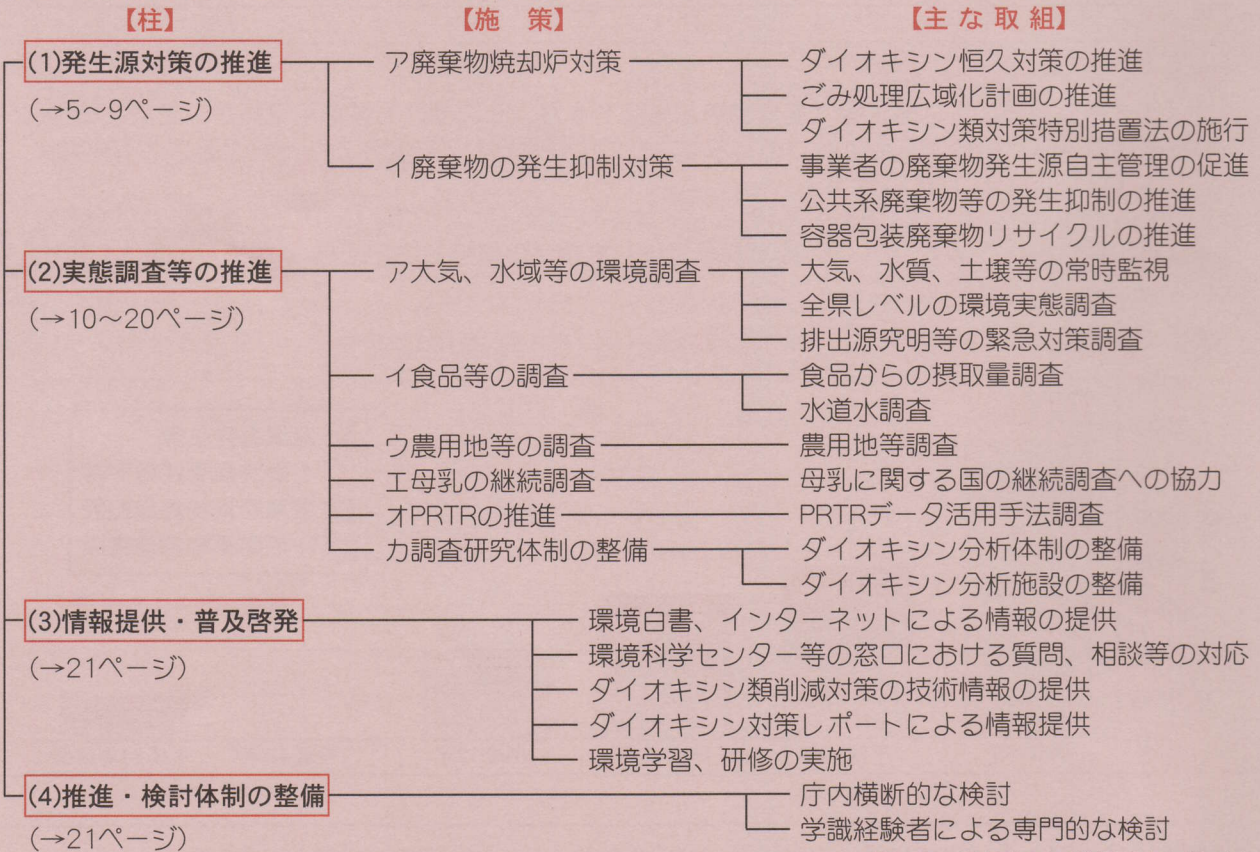 【柱】 【施　策】 【主 な 取 組】
(1)発生源対策の推進 ア廃棄物焼却炉対策 ダイオキシン恒久対策の推進
(→5〜9ページ) ごみ処理広域化計画の推進
ダイオキシン類対策特別措置法の施行
イ廃棄物の発生抑制対策 事業者の廃棄物発生源自主管理の促進
公共系廃棄物等の発生抑制の推進
容器包装廃棄物リサイクルの推進
(2)実態調査等の推進 ア大気、水域等の環境調査 大気、水質、土壌等の常時監視
(→10〜20ページ) 全県レベルの環境実態調査
排出源究明等の緊急対策調査
イ食品等の調査 食品からの摂取量調査
水道水調査
ウ農用地等の調査 農用地等調査
エ母乳の継続調査 母乳に関する国の継続調査への協力
オPRTRの推進 PRTRデータ活用手法調査
カ調査研究体制の整備 ダイオキシン分析体制の整備
ダイオキシン分析施設の整備
(3)情報提供・普及啓発 環境白書、インターネットによる情報の提供
(→21ページ) 環境科学センター等の窓口における質問、相談等の対応
ダイオキシン類削減対策の技術情報の提供
ダイオキシン対策レポートによる情報提供
環境学習、研修の実施
(4)推進・検討体制の整備 庁内横断的な検討
(→21ページ) 学識経験者による専門的な検討